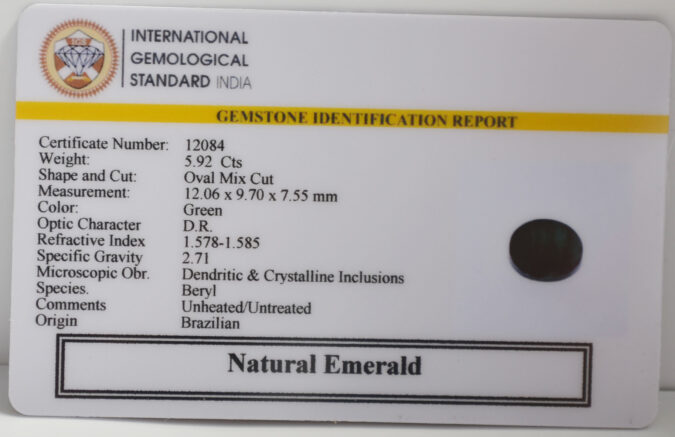 IGS
INTERNATIONAL
GEMOLOGICAL
STANDARD INDIA
GEMSTONE IDENTIFICATION REPORT
Certificate Number: 12084
Weight: 5.92 Cts
Shape and Cut: Oval Mix Cut
Measurement: 12.06 x 9.70 x 7.55 mm
Color: Green
Optic Character D.R.
Refractive Index 1.578-1.585
Specific Gravity 2.71
Microscopic Obr. Dendritic & Crystalline Inclusions
Species. Beryl
Comments Unheated/Untreated
Origin Brazilian
Natural Emerald